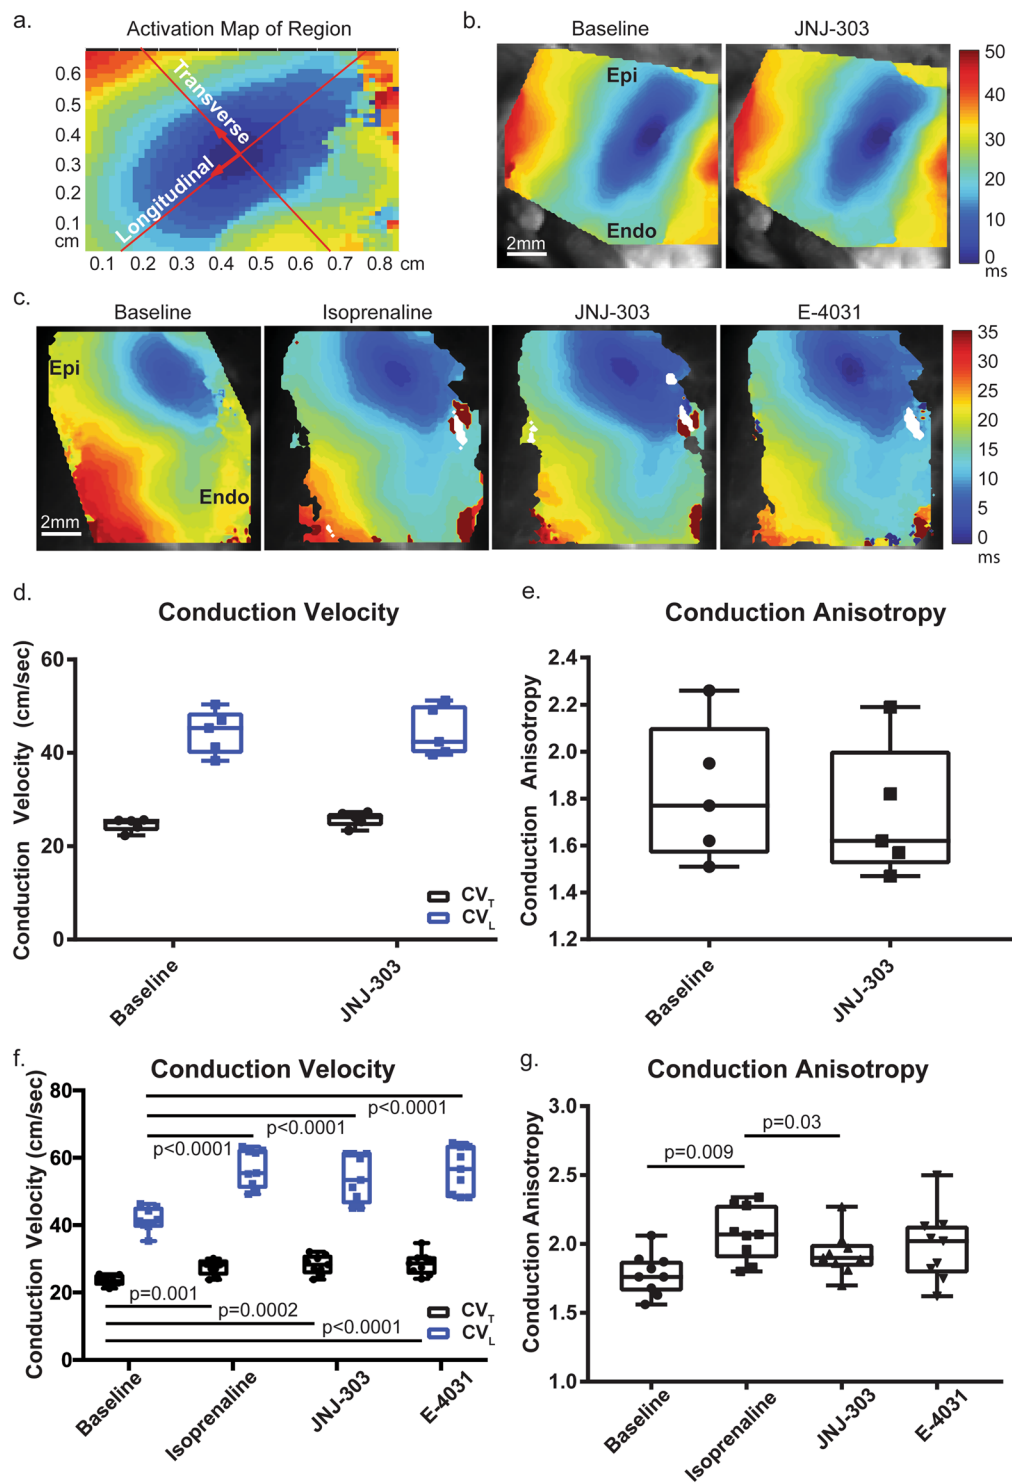 a.
Activation Map of Region
0.6
0.5
0.4
0.3
0.2
0.1
cm
Transverse
Longitudinal
0.1 0.2 0.3 0.4 0.5 0.6 0.7 0.8 cm
b.
Baseline JNJ-303
Epi
Endo
2mm
50
40
30
20
10
0
ms
c.
Baseline Isoprenaline JNJ-303 E-4031
Epi
Endo
2mm
35
30
25
20
15
10
5
0
ms
d.
Conduction Velocity
Conduction Velocity (cm/sec)
60
40
20
0
CVT
CVL
Baseline JNJ-303
e.
Conduction Anisotropy
Conduction Anisotropy
2.4
2.2
2.0
1.8
1.6
1.4
1.2
Baseline JNJ-303
f.
Conduction Velocity
Conduction Velocity (cm/sec)
80
60
40
20
0
p<0.0001
p<0.0001
p<0.0001
p=0.001
p=0.0002
p<0.0001
CVT
CVL
Baseline Isoprenaline JNJ-303 E-4031
g.
Conduction Anisotropy
Conduction Anisotropy
3.0
2.5
2.0
1.5
1.0
p=0.03
p=0.009
Baseline Isoprenaline JNJ-303 E-4031